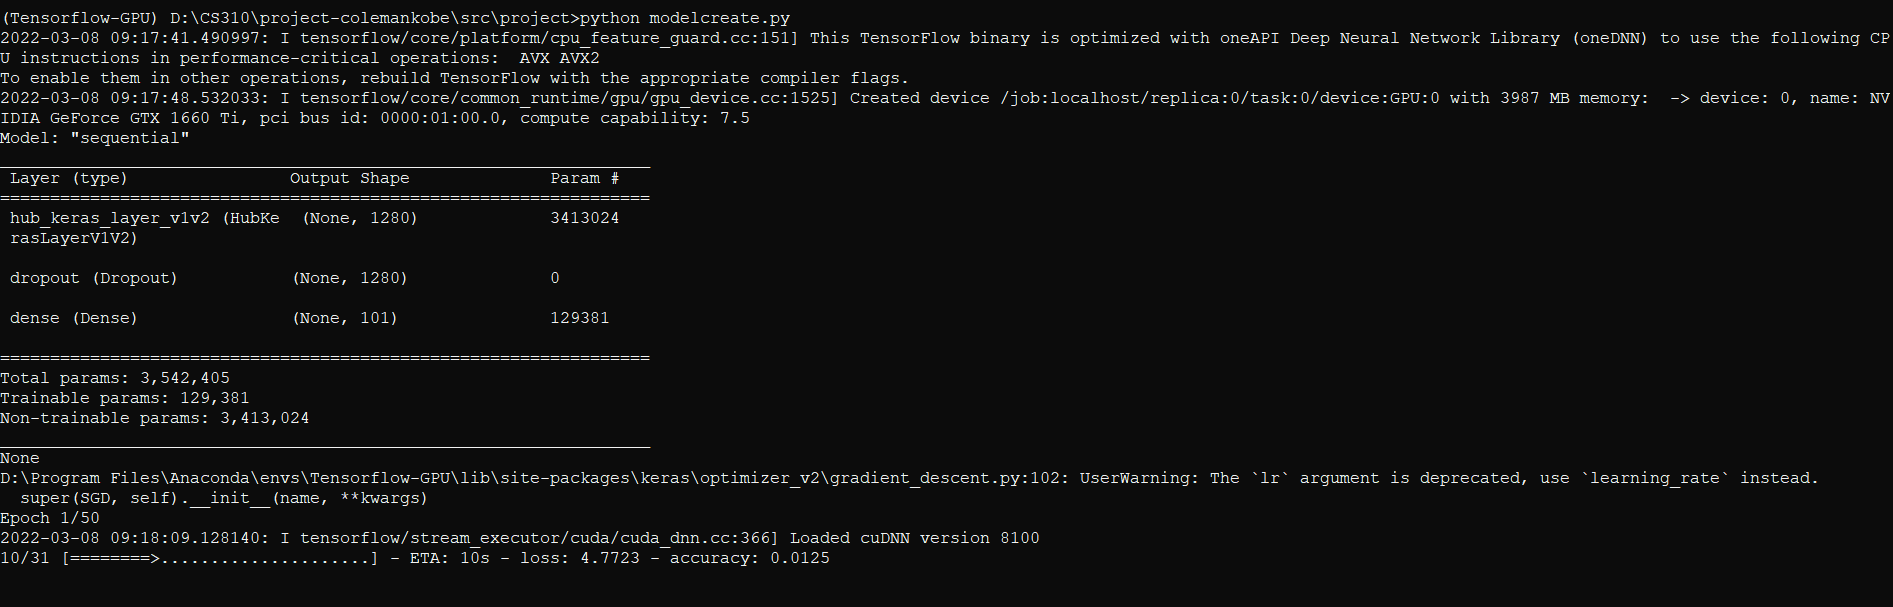 (Tensorflow-GPU) D:\CS310\project-colemankobe\src\project>python modelcreate.py
2022-03-08 09:17:41.490997: I tensorflow/core/platform/cpu_feature_guard.cc:151] This TensorFlow binary is optimized with oneAPI Deep Neural Network Library (oneDNN) to use the following CP
U instructions in performance-critical operations:  AVX AVX2
To enable them in other operations, rebuild TensorFlow with the appropriate compiler flags.
2022-03-08 09:17:48.532033: I tensorflow/core/common_runtime/gpu/gpu_device.cc:1525] Created device /job:localhost/replica:0/task:0/device:GPU:0 with 3987 MB memory:  -> device: 0, name: NV
IDIA GeForce GTX 1660 Ti, pci bus id: 0000:01:00.0, compute capability: 7.5
Model: "sequential"
_________________________________________________________________
 Layer (type)                Output Shape              Param #
=================================================================
 hub_keras_layer_v1v2 (HubKe  (None, 1280)             3413024
 rasLayerV1V2)
 dropout (Dropout)           (None, 1280)              0
 dense (Dense)               (None, 101)               129381
=================================================================
Total params: 3,542,405
Trainable params: 129,381
Non-trainable params: 3,413,024
_________________________________________________________________
None
D:\Program Files\Anaconda\envs\Tensorflow-GPU\lib\site-packages\keras\optimizer_v2\gradient_descent.py:102: UserWarning: The `lr` argument is deprecated, use `learning_rate` instead.
  super(SGD, self).__init__(name, **kwargs)
Epoch 1/50
2022-03-08 09:18:09.128140: I tensorflow/stream_executor/cuda/cuda_dnn.cc:366] Loaded cuDNN version 8100
10/31 [========>.....................] - ETA: 10s - loss: 4.7723 - accuracy: 0.0125